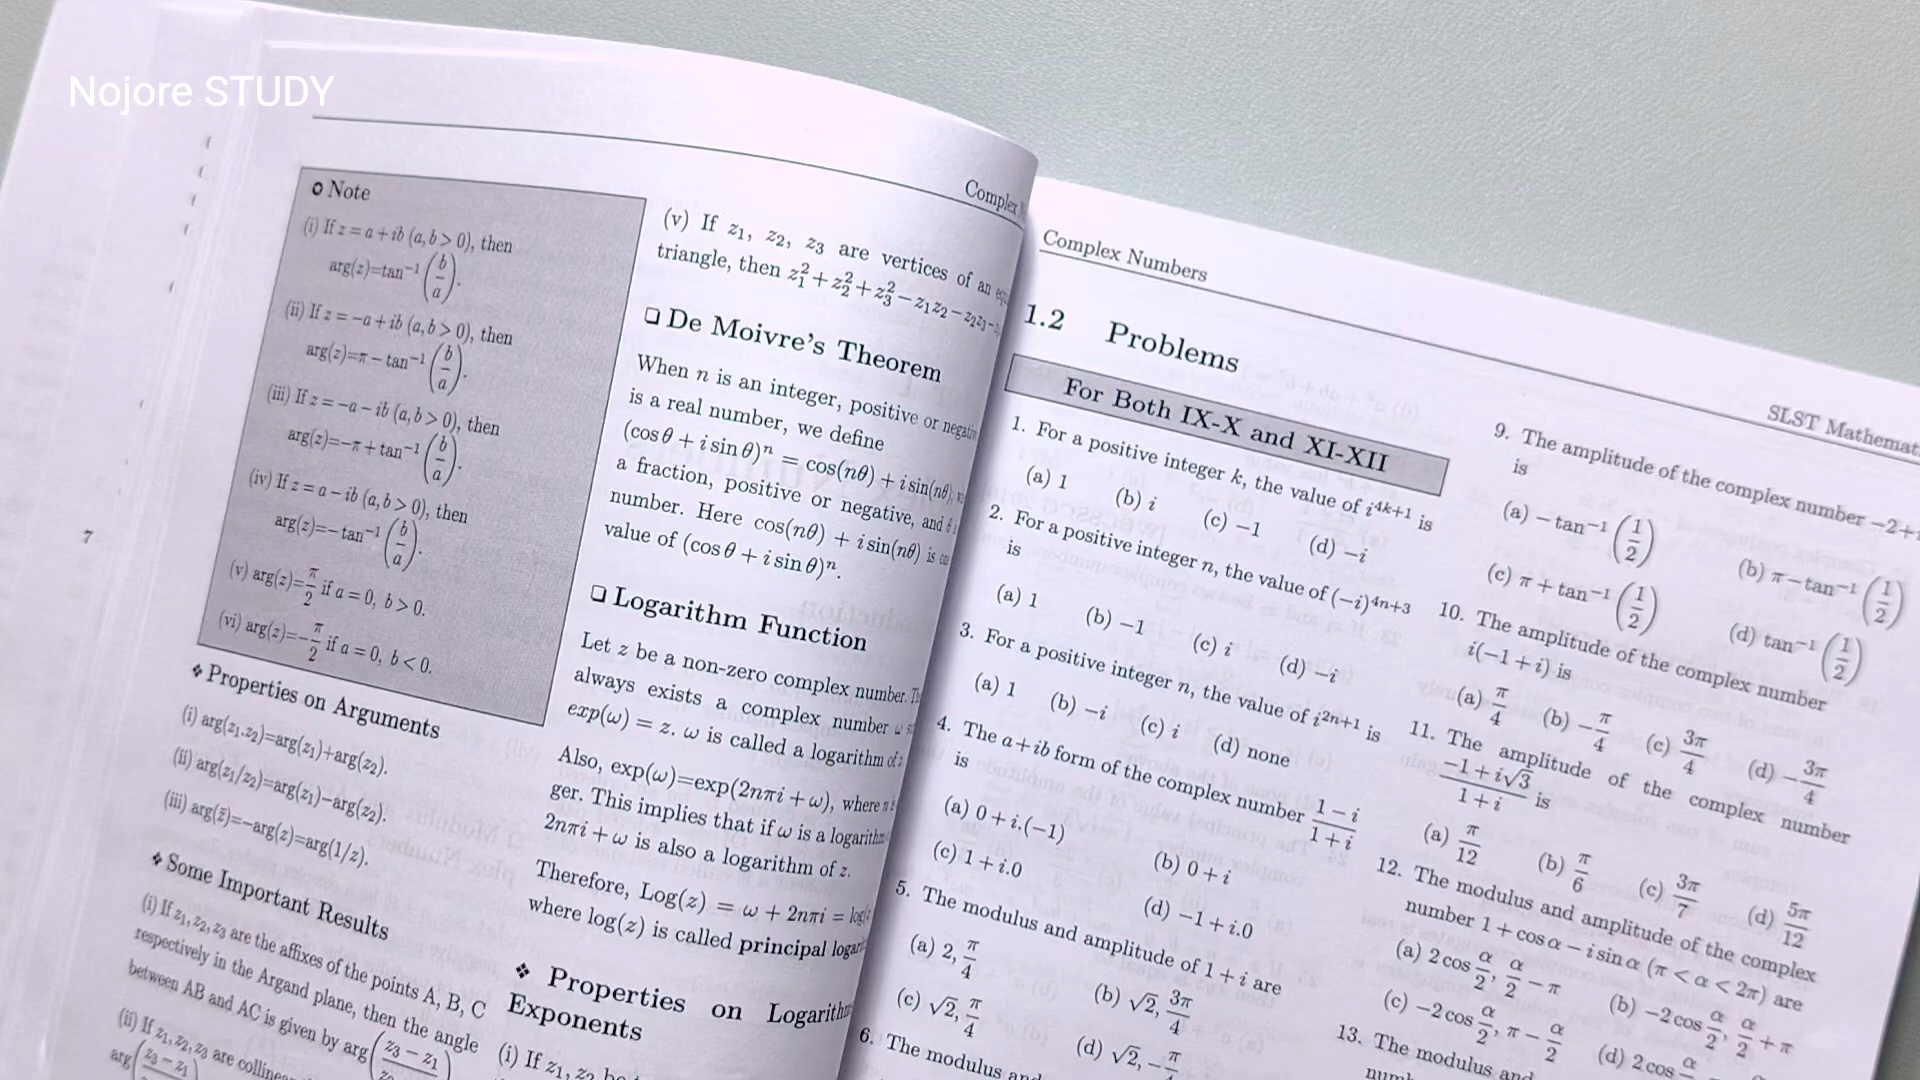 Nojore STUDY
7
Note
(i) If z = a + ib (a, b > 0), then
arg(z)=tan⁻¹ (b/a).
(ii) If z = −a + ib (a, b > 0), then
arg(z)=π − tan⁻¹ (b/a).
(iii) If z = −a − ib (a, b > 0), then
arg(z)=−π + tan⁻¹ (b/a).
(iv) If z = a − ib (a, b > 0), then
arg(z)=−tan⁻¹ (b/a).
(v) arg(z)=π/2 if a = 0, b > 0.
(vi) arg(z)=−π/2 if a = 0, b < 0.
❖ Properties on Arguments
(i) arg(z₁.z₂)=arg(z₁)+arg(z₂).
(ii) arg(z₁/z₂)=arg(z₁)−arg(z₂).
(iii) arg(z̄)=−arg(z)=arg(1/z).
❖ Some Important Results
(i) If z₁, z₂, z₃ are the affixes of the points A, B, C
respectively in the Argand plane, then the angle
between AB and AC is given by arg(z₃ − z₁
(ii) If z₁, z₂, z₃ are
arg(z₃ − z₁
Complex
(v) If z₁, z₂, z₃ are vertices of an
triangle, then z₁² + z₂² + z₃² − z₁z₂ − z₂z₃ −
❏ De Moivre's Theorem
When n is an integer, positive or
is a real number, we define
(cos θ + i sin θ)ⁿ = cos(nθ) + i sin(nθ)
a fraction, positive or negative, and
number. Here cos(nθ) + i sin(nθ) is
value of (cos θ + i sin θ)ⁿ.
❏ Logarithm Function
Let z be a non-zero complex number.
always exists a complex number ω
exp(ω) = z. ω is called a logarithm of
Also, exp(ω)=exp(2nπi + ω), where
ger. This implies that if ω is a
2nπi + ω is also a logarithm of z.
Therefore, Log(z) = ω + 2nπi =
where log(z) is called principal
❖ Properties on
Exponents
(i) If z₁, z₂
Complex Numbers
SLST
1.2 Problems
For Both IX-X and XI-XII
1. For a positive integer k, the value of i⁴ᵏ⁺¹ is
(a) 1 (b) i (c) −1 (d) −i
2. For a positive integer n, the value of (−i)⁴ⁿ⁺³
is
(a) 1 (b) −1 (c) i (d) −i
3. For a positive integer n, the value of i²ⁿ⁺¹ is
(a) 1 (b) −i (c) i (d) none
4. The a + ib form of the complex number (1 − i)/(1 + i)
is
(a) 0 + i.(−1) (b) 0 + i
(c) 1 + i.0 (d) −1 + i.0
5. The modulus and amplitude of 1 + i are
(a) 2, π/4 (b) √2, 3π/4
(c) √2, π/4 (d) √2, −π/4
6. The modulus and
9. The amplitude of the complex number −2+
is
(a) − tan⁻¹ (1/2) (b) π − tan⁻¹ (1/2)
(c) π + tan⁻¹ (1/2) (d) tan⁻¹ (1/2)
10. The amplitude of the complex number
i(−1 + i) is
(a) π/4 (b) −π/4 (c) 3π/4 (d) −3π/4
11. The amplitude of the complex number
(−1 + i√3)/(1 + i) is
(a) π/12 (b) π/6 (c) 3π/7 (d) 5π/12
12. The modulus and amplitude of the complex
number 1 + cos α − i sin α (π < α < 2π) are
(a) 2 cos α/2, α/2 − π (b) −2 cos α/2, α/2 + π
(c) −2 cos α/2, π − α/2 (d) 2 cos
13. The modulus and